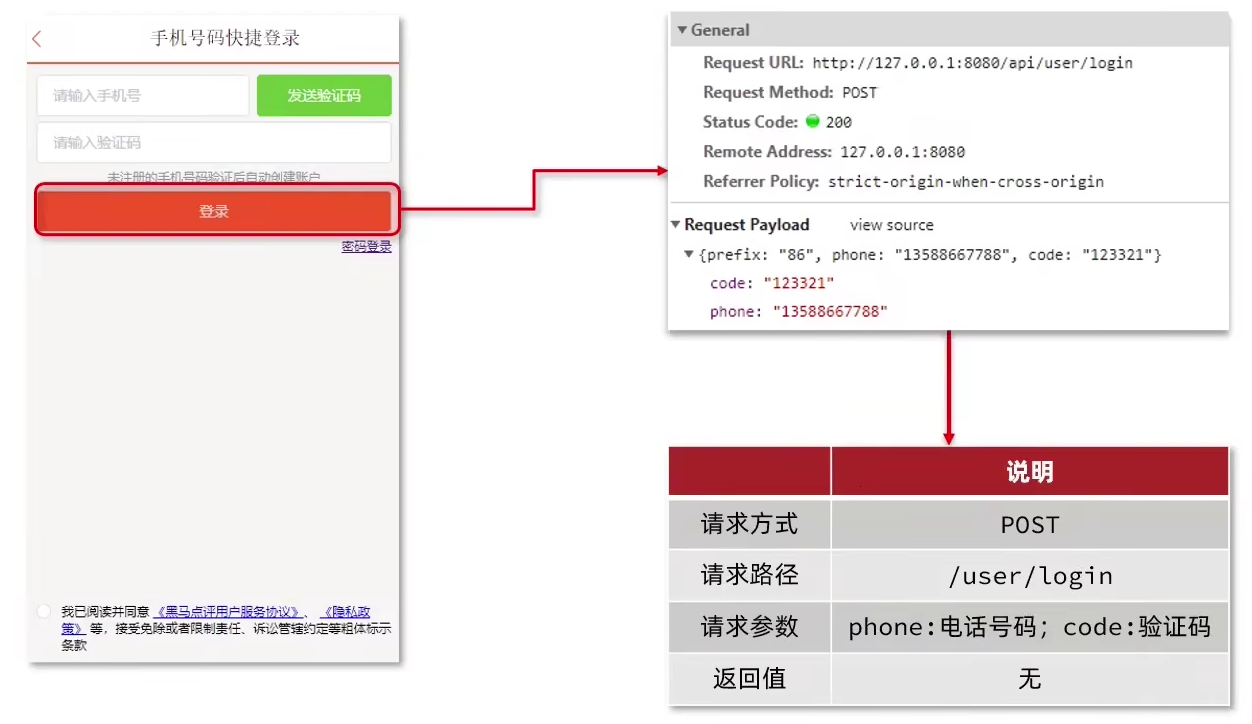 手机号码快捷登录
请输入手机号
发送验证码
请输入验证码
未注册的手机号码验证后自动创建账户
登录
密码登录
我已阅读并同意《黑马点评用户服务协议》、《隐私政
策》等,接受免除或者限制责任、诉讼管辖约定等粗体标示
条款
General
Request URL: http://127.0.0.1:8080/api/user/login
Request Method: POST
Status Code: 200
Remote Address: 127.0.0.1:8080
Referrer Policy: strict-origin-when-cross-origin
Request Payload view source
{prefix: "86", phone: "13588667788", code: "123321"}
code: "123321"
phone: "13588667788"
说明
请求方式 POST
请求路径 /user/login
请求参数 phone:电话号码; code:验证码
返回值 无